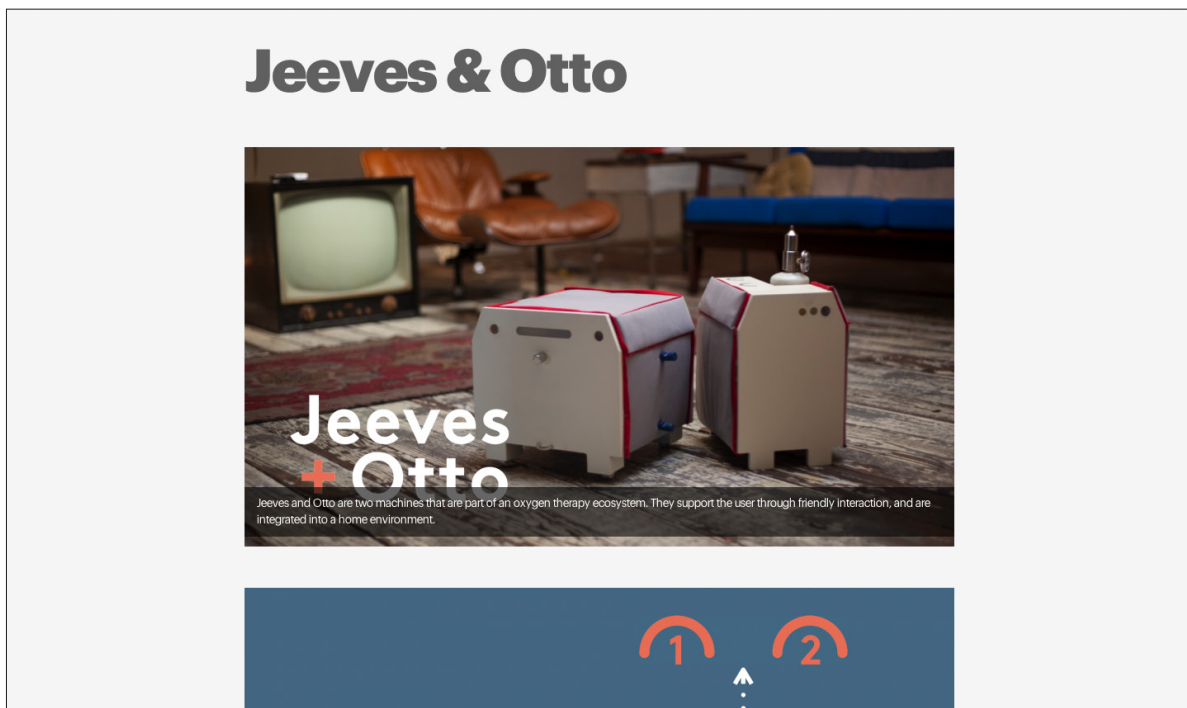 Jeeves & Otto
Jeeves
+ Otto
Jeeves and Otto are two machines that are part of an oxygen therapy ecosystem. They support the user through friendly interaction, and are
integrated into a home environment.
1 2